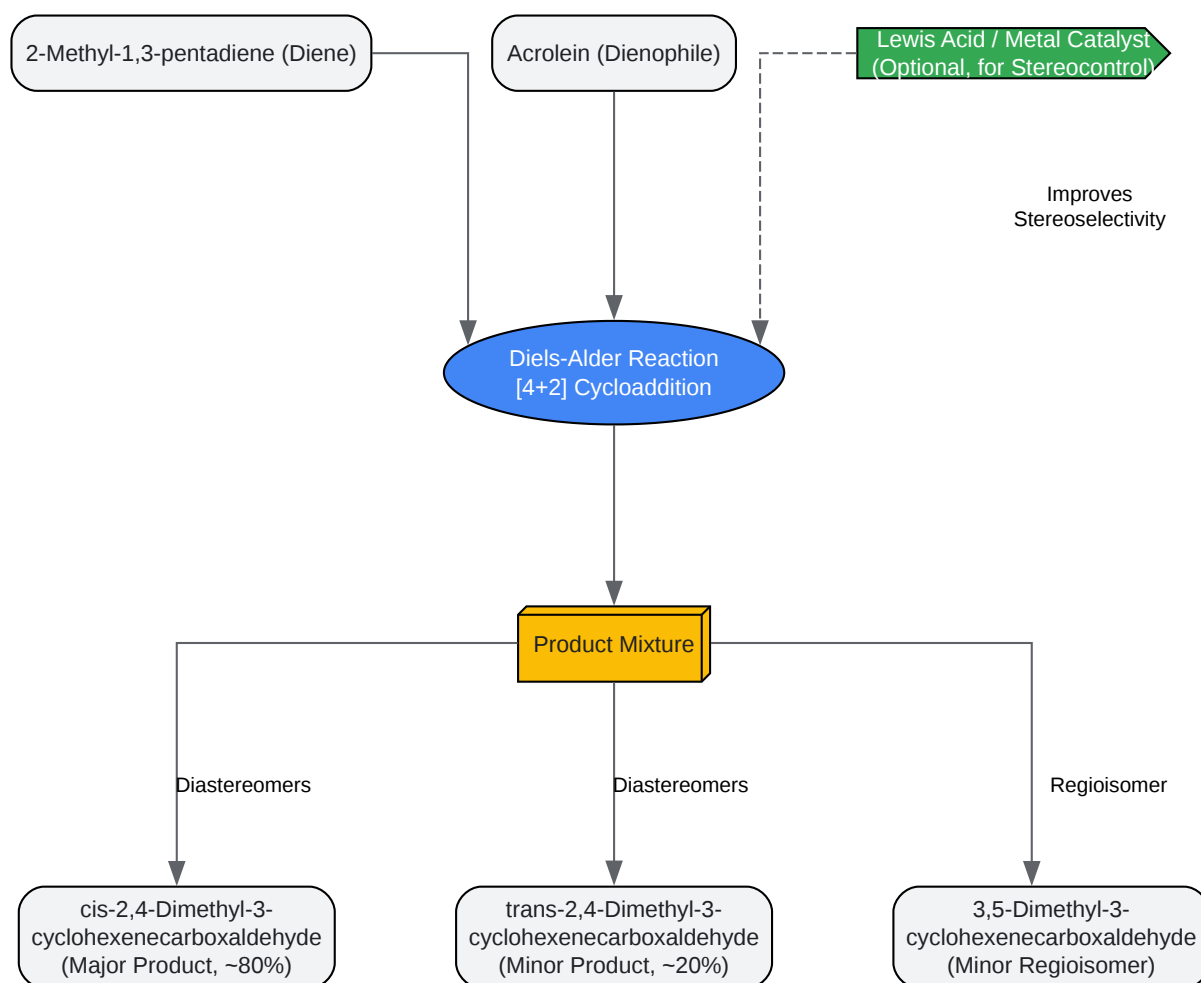 2-Methyl-1,3-pentadiene (Diene)
Acrolein (Dienophile)
Lewis Acid / Metal Catalyst
(Optional, for Stereocontrol)
Improves
Stereoselectivity
Diels-Alder Reaction
[4+2] Cycloaddition
Product Mixture
Diastereomers
Diastereomers
Regioisomer
cis-2,4-Dimethyl-3-
cyclohexenecarboxaldehyde
(Major Product, ~80%)
trans-2,4-Dimethyl-3-
cyclohexenecarboxaldehyde
(Minor Product, ~20%)
3,5-Dimethyl-3-
cyclohexenecarboxaldehyde
(Minor Regioisomer)